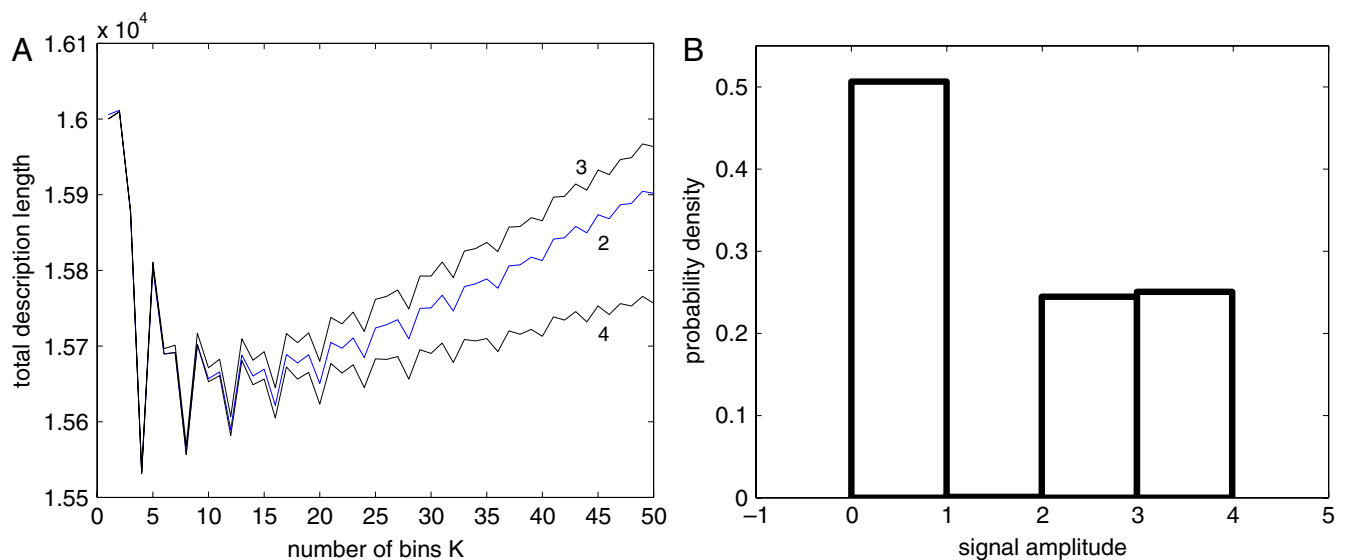 A
x 10^4
1.61
1.6
1.59
1.58
1.57
1.56
1.55
total description length
3
2
4
0 5 10 15 20 25 30 35 40 45 50
number of bins K
B
0.5
0.4
0.3
0.2
0.1
0
probability density
−1 0 1 2 3 4 5
signal amplitude